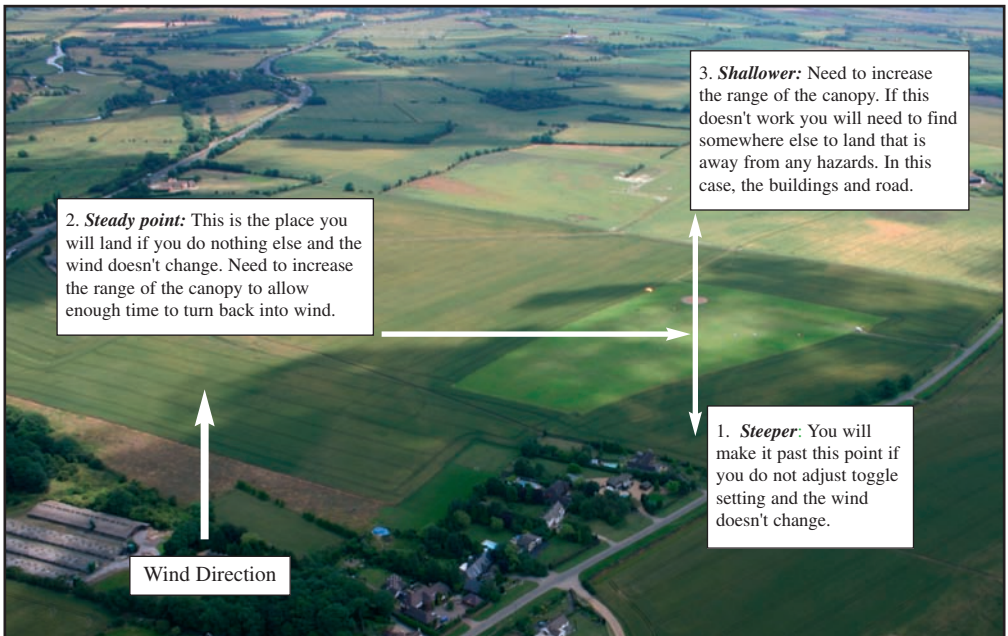 3. Shallower: Need to increase
the range of the canopy. If this
doesn't work you will need to find
somewhere else to land that is
away from any hazards. In this
case, the buildings and road.
2. Steady point: This is the place you
will land if you do nothing else and the
wind doesn't change. Need to increase
the range of the canopy to allow
enough time to turn back into wind.
1. Steeper: You will
make it past this point if
you do not adjust toggle
setting and the wind
doesn't change.
Wind Direction